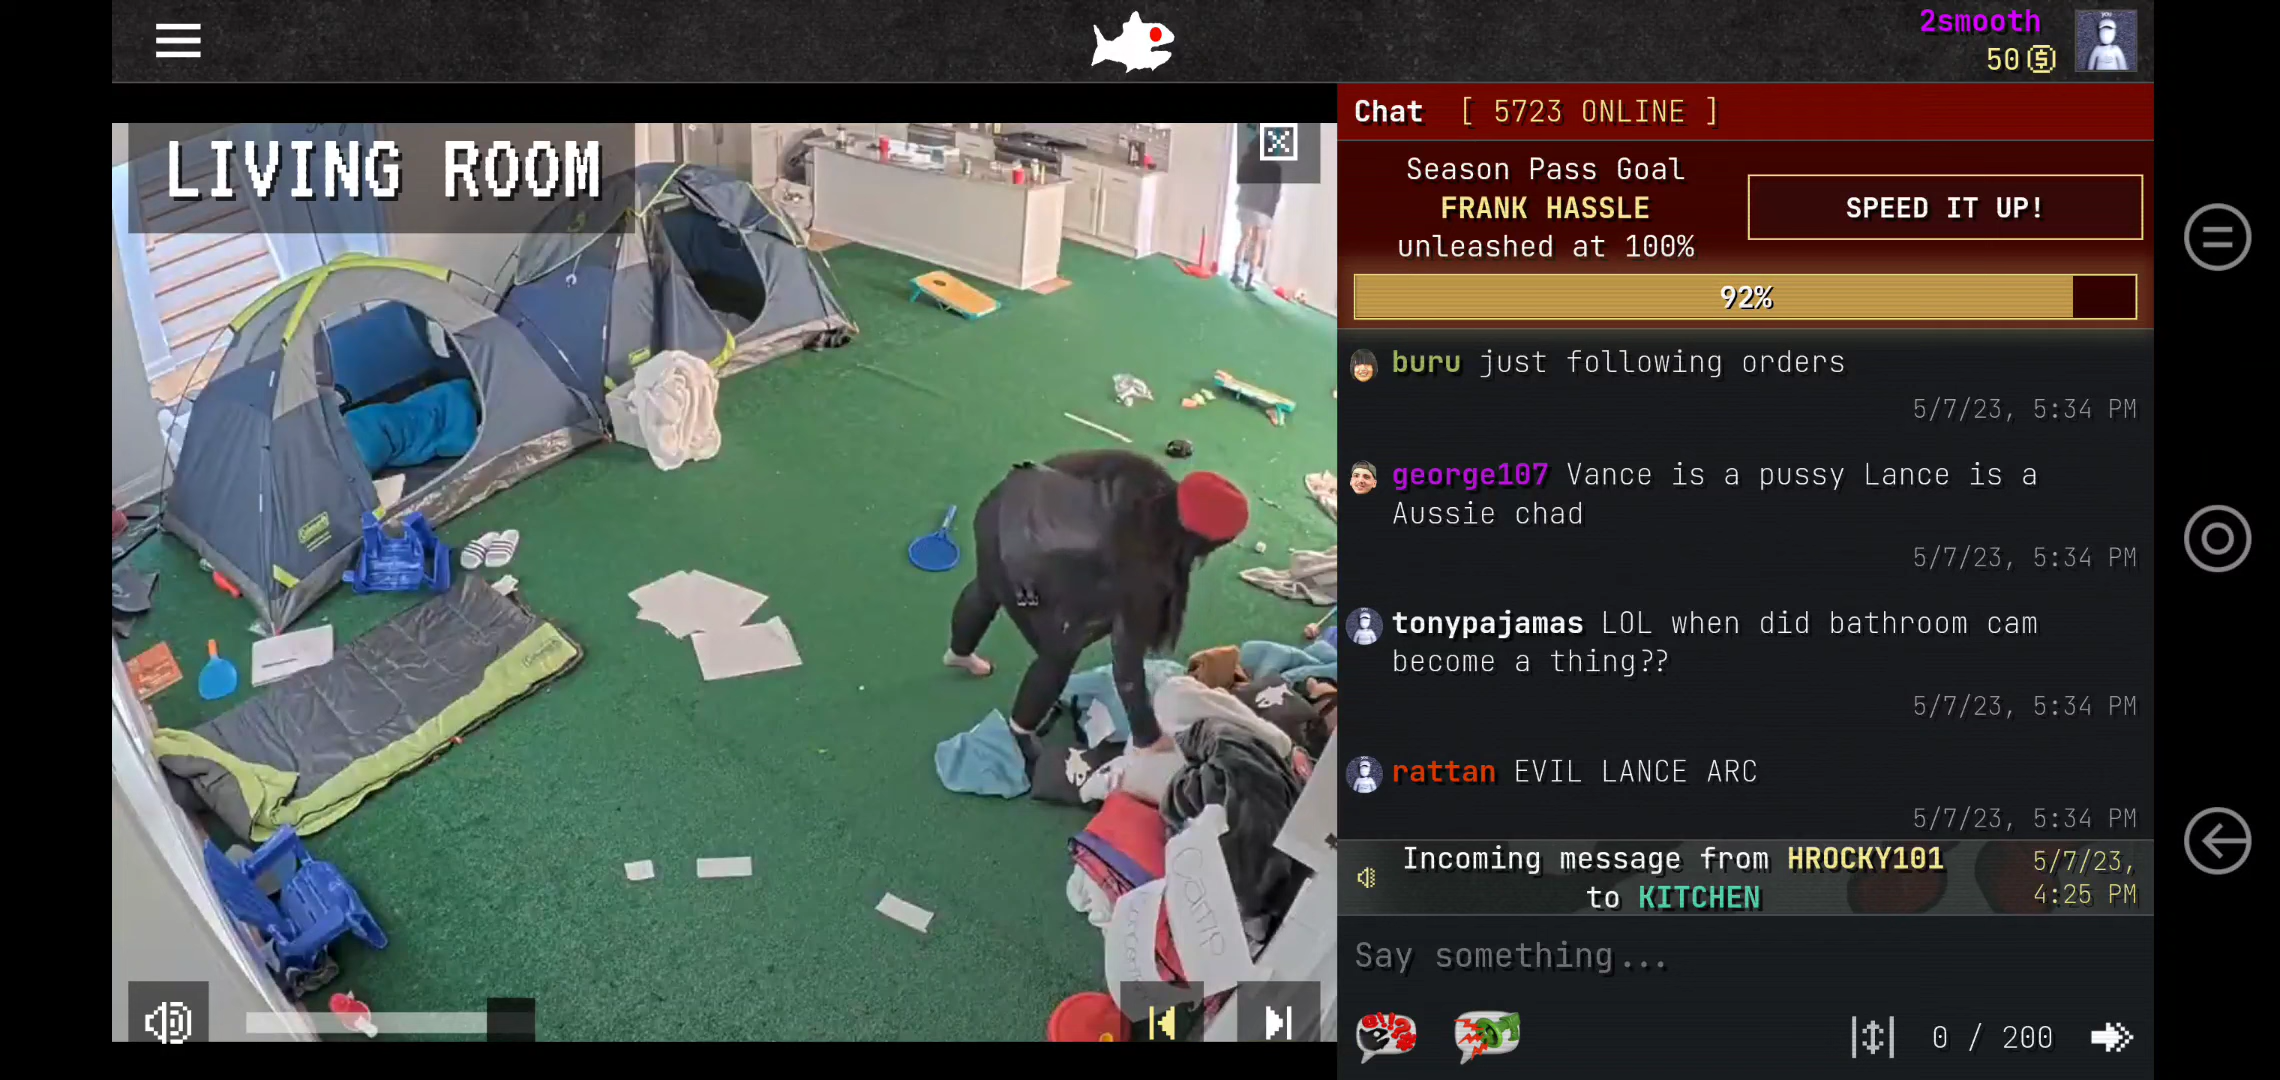 2smooth
50
LIVING ROOM
Chat [ 5723 ONLINE ]
Season Pass Goal
FRANK HASSLE
unleashed at 100%
SPEED IT UP!
92%
buru just following orders
5/7/23, 5:34 PM
george107 Vance is a pussy Lance is a
Aussie chad
5/7/23, 5:34 PM
tonypajamas LOL when did bathroom cam
become a thing??
5/7/23, 5:34 PM
rattan EVIL LANCE ARC
5/7/23, 5:34 PM
Incoming message from HROCKY101
to KITCHEN
5/7/23,
4:25 PM
Say something...
0 / 200